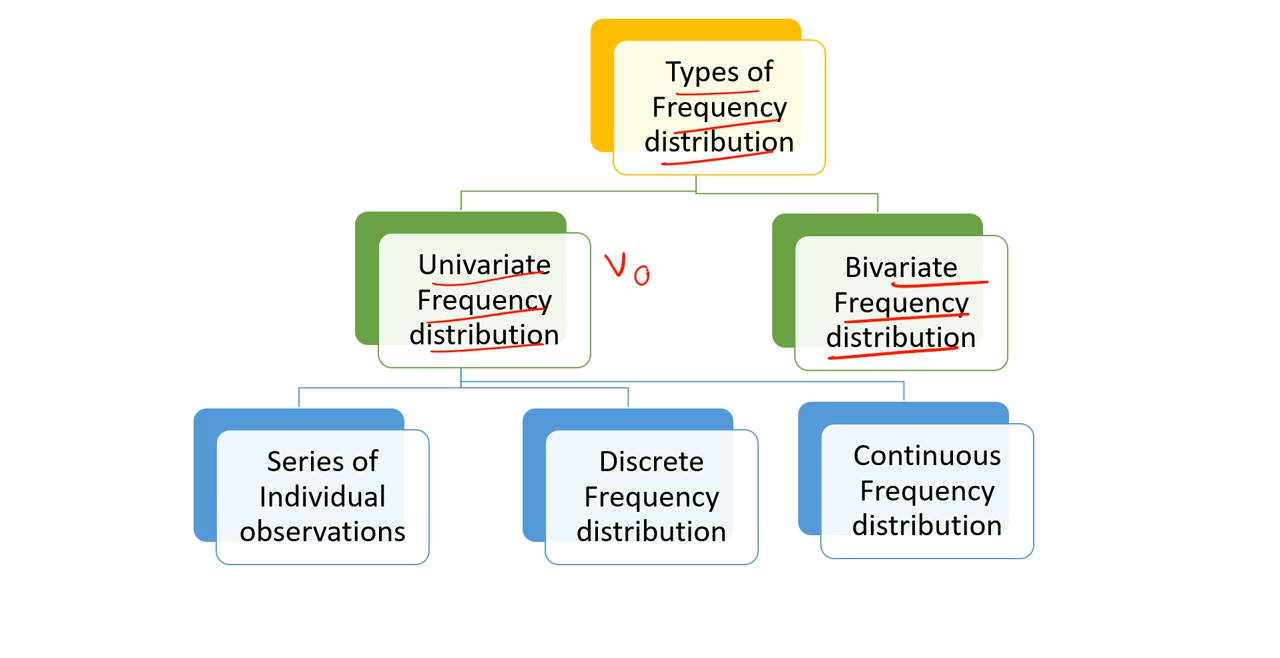 Types of
Frequency
distribution
Univariate
Frequency
distribution
Bivariate
Frequency
distribution
Series of
Individual
observations
Discrete
Frequency
distribution
Continuous
Frequency
distribution